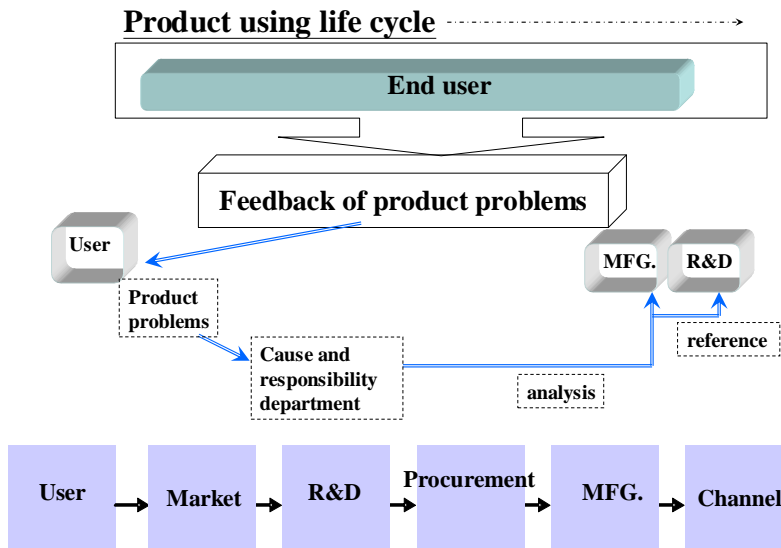 Product using life cycle
End user
Feedback of product problems
User
MFG.
R&D
Product
problems
reference
Cause and
responsibility
department
analysis
User
Market
R&D
Procurement
MFG.
Channel